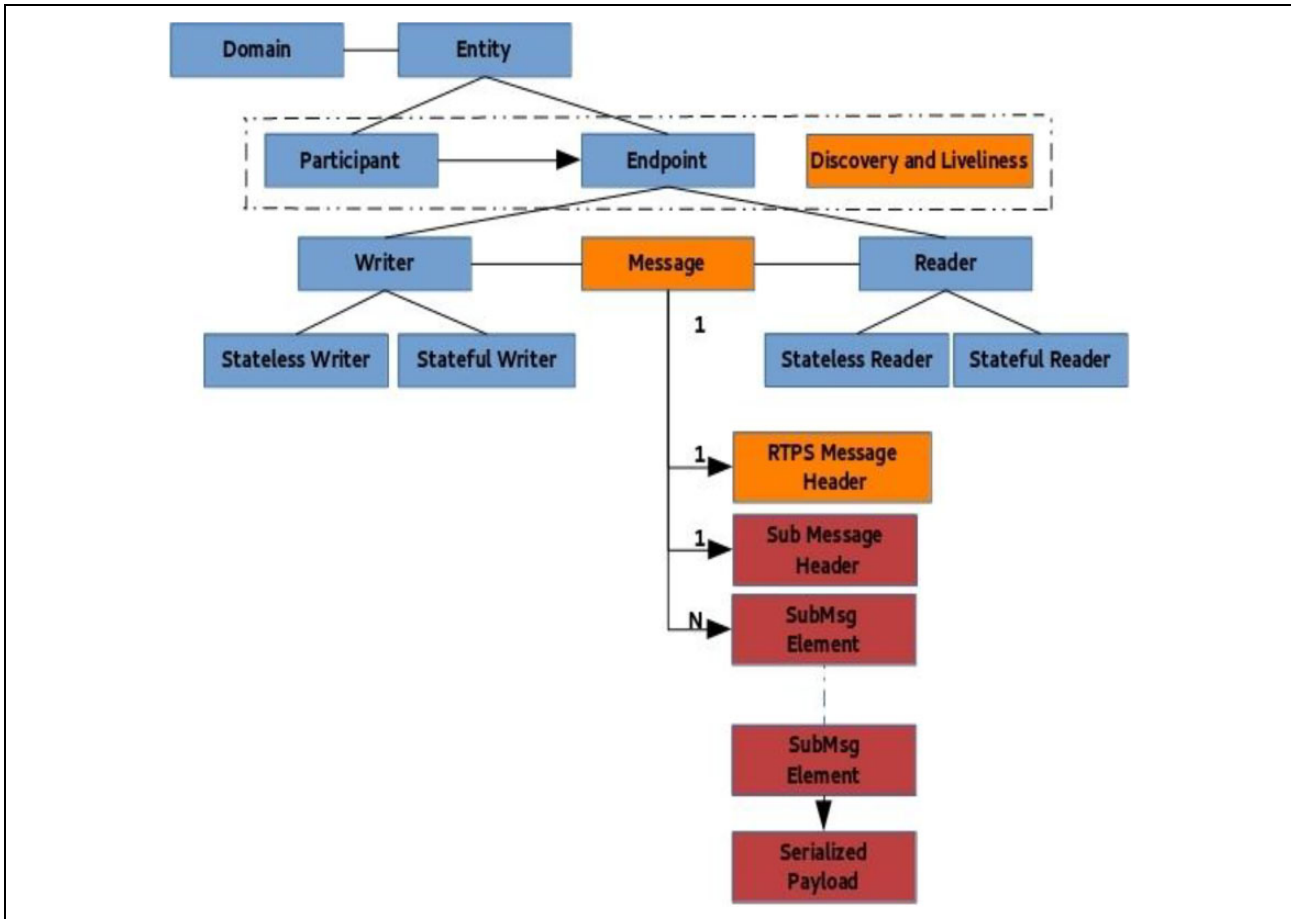 Domain
Entity
Participant
Endpoint
Discovery and Liveliness
Writer
Message
Reader
1
Stateless Writer
Stateful Writer
Stateless Reader
Stateful Reader
1
RTPS Message
Header
1
Sub Message
Header
N
SubMsg
Element
SubMsg
Element
Serialized
Payload